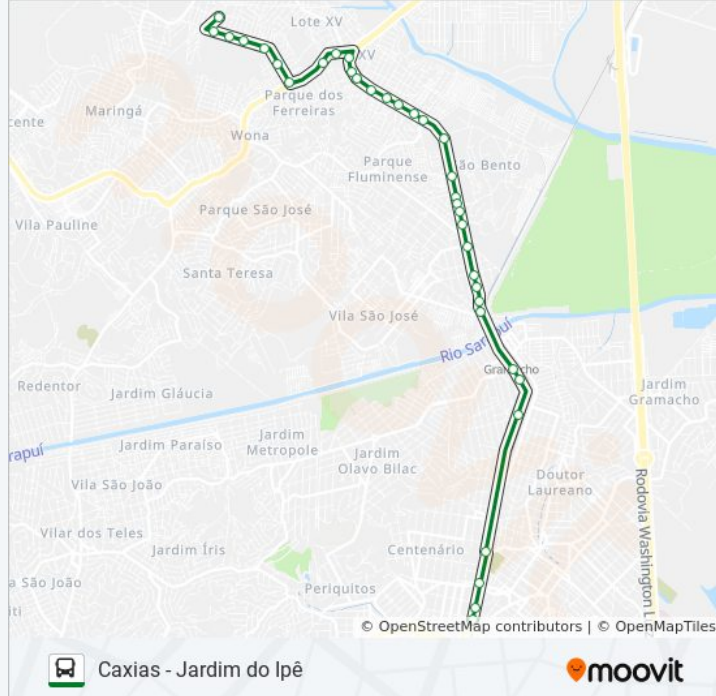 Lote XV
XV
Maringá
Parque dos
Ferreiras
cente
Wona
Parque
Fluminense
ão Bento
Parque São José
Vila Pauline
Santa Teresa
Vila São José
Rio Sarapuí
Gramacho
Redentor
Jardim Gláucia
Jardim
Gramacho
arapuí
Jardim Paraíso
Jardim
Metropole
Jardim
Olavo Bilac
Doutor
Laureano
Vila São João
Rodovia Washington L
Vilar dos Teles
Jardim Íris
Centenário
a São João
Periquitos
iti
© OpenStreetMap contributors | © OpenMapTiles
Caxias - Jardim do Ipê
moovit